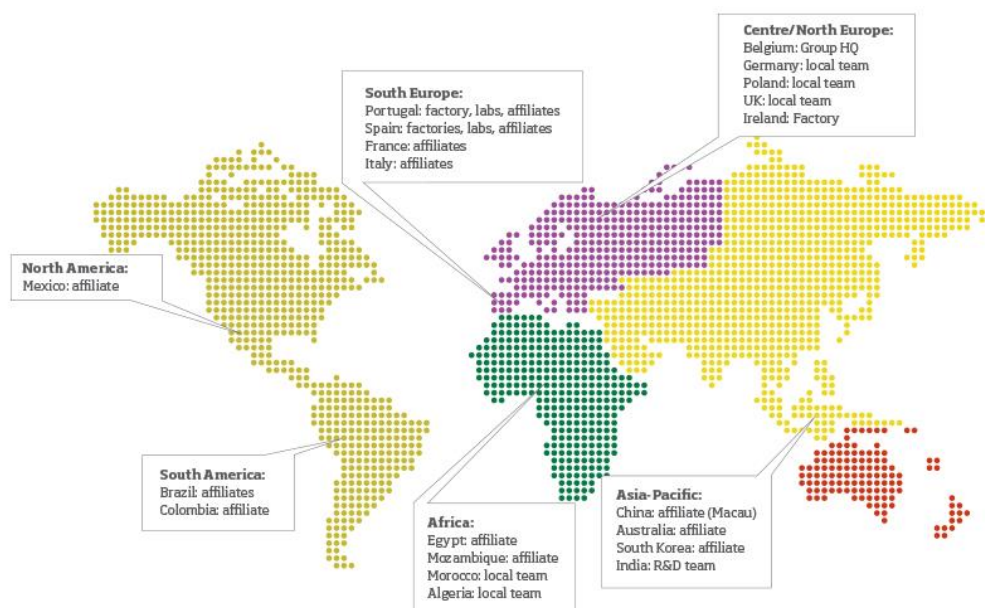 Centre/North Europe:
Belgium: Group HQ
Germany: local team
Poland: local team
UK: local team
Ireland: Factory
South Europe:
Portugal: factory, labs, affiliates
Spain: factories, labs, affiliates
France: affiliates
Italy: affiliates
North America:
Mexico: affiliate
South America:
Brazil: affiliates
Colombia: affiliate
Africa:
Egypt: affiliate
Mozambique: affiliate
Morocco: local team
Algeria: local team
Asia-Pacific:
China: affiliate (Macau)
Australia: affiliate
South Korea: affiliate
India: R&D team